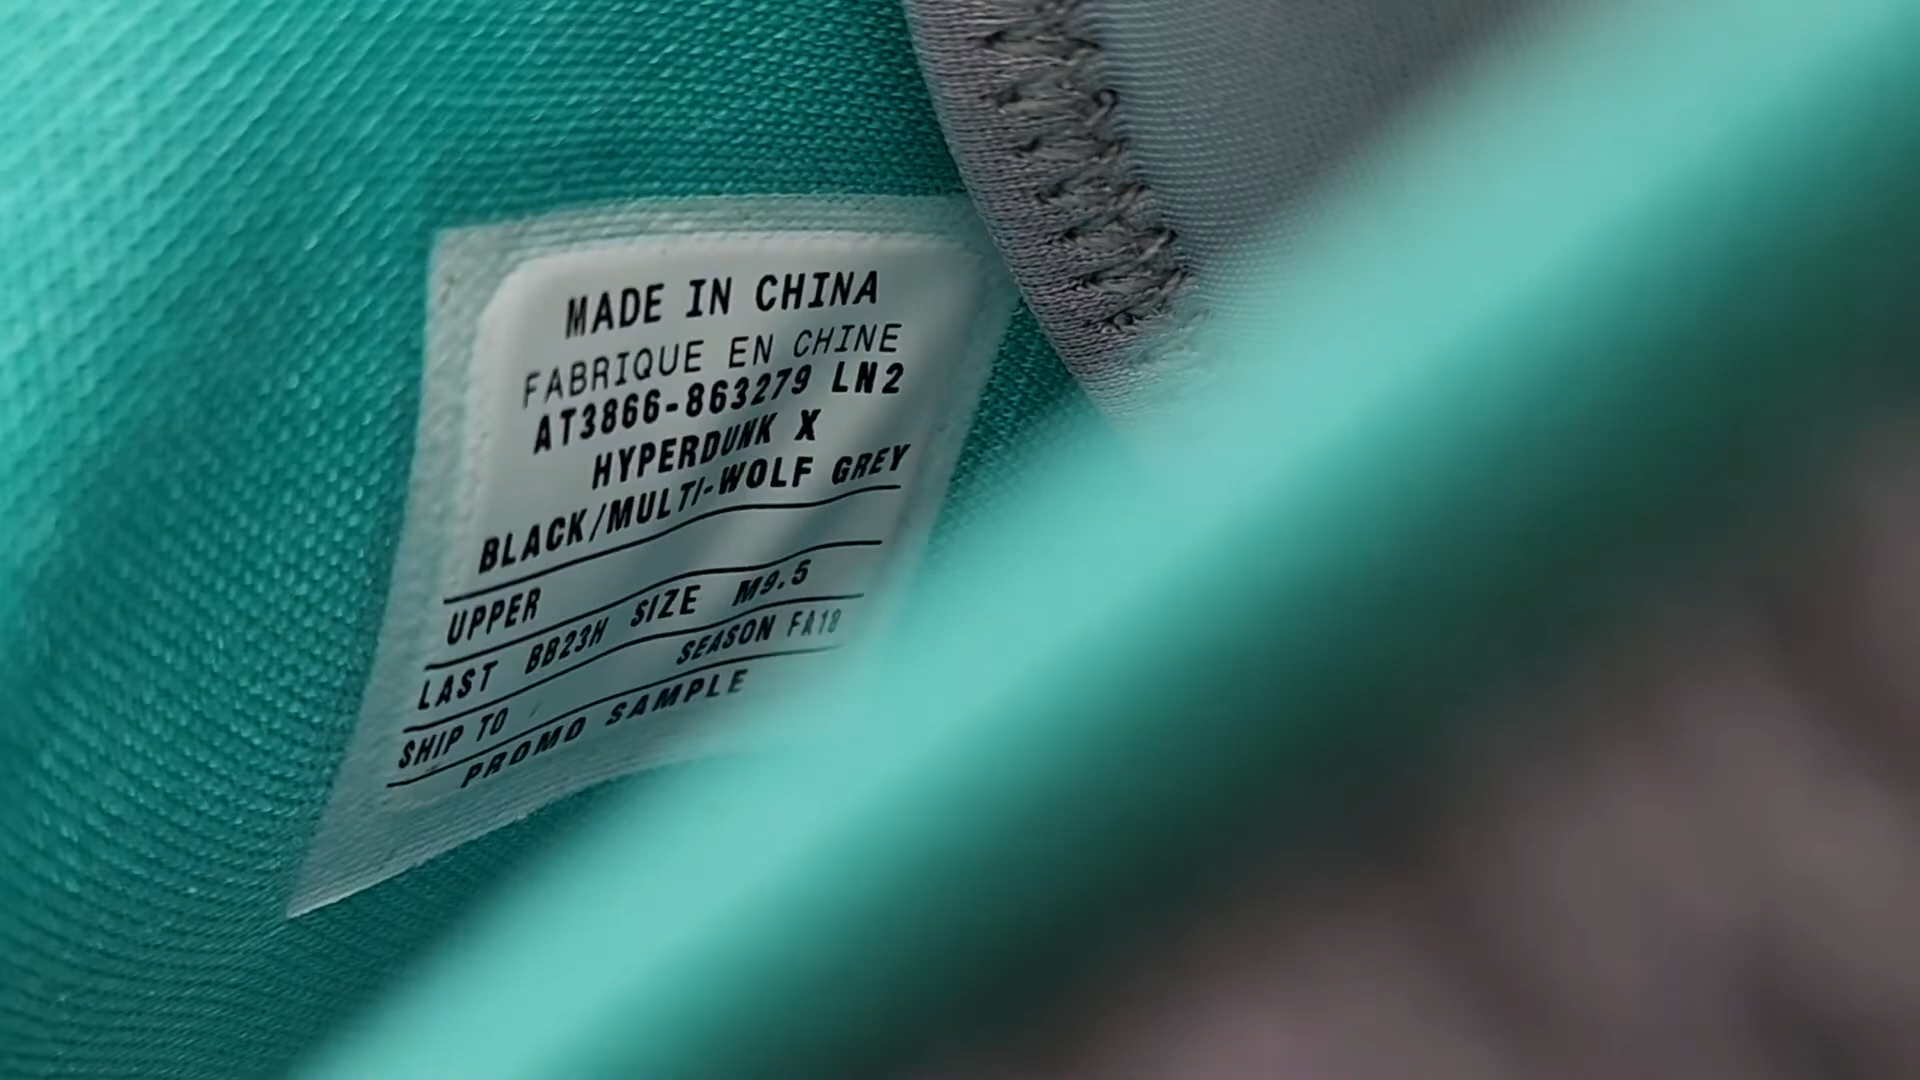 MADE IN CHINA
FABRIQUE EN CHINE
AT3866-863279 LN2
HYPERDUNK X
BLACK/MULTI-WOLF GREY
UPPER
LAST BB23H SIZE M9.5
SHIP TO SEASON FA18
PROMO SAMPLE